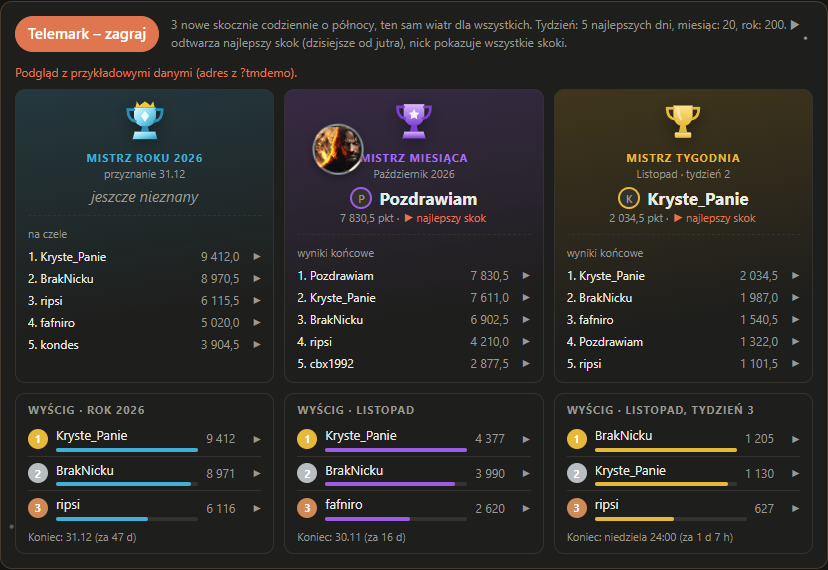 Telemark – zagraj
3 nowe skocznie codziennie o północy, ten sam wiatr dla wszystkich. Tydzień: 5 najlepszych dni, miesiąc: 20, rok: 200. ▶
odtwarza najlepszy skok (dzisiejsze od jutra), nick pokazuje wszystkie skoki.
Podgląd z przykładowymi danymi (adres z ?tmdemo).
MISTRZ ROKU 2026
przyznanie 31.12
jeszcze nieznany
na czele
1. Kryste_Panie 9 412,0 ▶
2. BrakNicku 8 970,5 ▶
3. ripsi 6 115,5 ▶
4. fafniro 5 020,0 ▶
5. kondes 3 904,5 ▶
MISTRZ MIESIĄCA
Październik 2026
P Pozdrawiam
7 830,5 pkt · ▶ najlepszy skok
wyniki końcowe
1. Pozdrawiam 7 830,5 ▶
2. Kryste_Panie 7 611,0 ▶
3. BrakNicku 6 902,5 ▶
4. ripsi 4 210,0 ▶
5. cbx1992 2 877,5 ▶
MISTRZ TYGODNIA
Listopad · tydzień 2
K Kryste_Panie
2 034,5 pkt · ▶ najlepszy skok
wyniki końcowe
1. Kryste_Panie 2 034,5 ▶
2. BrakNicku 1 987,0 ▶
3. fafniro 1 540,5 ▶
4. Pozdrawiam 1 322,0 ▶
5. ripsi 1 101,5 ▶
WYŚCIG · ROK 2026
1 Kryste_Panie 9 412 ▶
2 BrakNicku 8 971 ▶
3 ripsi 6 116 ▶
Koniec: 31.12 (za 47 d)
WYŚCIG · LISTOPAD
1 Kryste_Panie 4 377 ▶
2 BrakNicku 3 990 ▶
3 fafniro 2 620 ▶
Koniec: 30.11 (za 16 d)
WYŚCIG · LISTOPAD, TYDZIEŃ 3
1 BrakNicku 1 205 ▶
2 Kryste_Panie 1 130 ▶
3 ripsi 627 ▶
Koniec: niedziela 24:00 (za 1 d 7 h)